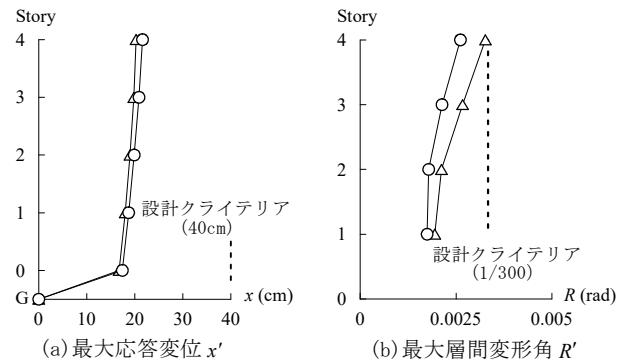 Story
4
3
2
1
0
G
設計クライテリア
(40cm)
0
10
20
30
40
x (cm)
(a)最大応答変位 x'
Story
4
3
2
1
0
設計クライテリア
(1/300)
0
0.0025
0.005
R (rad)
(b)最大層間変形角 R'